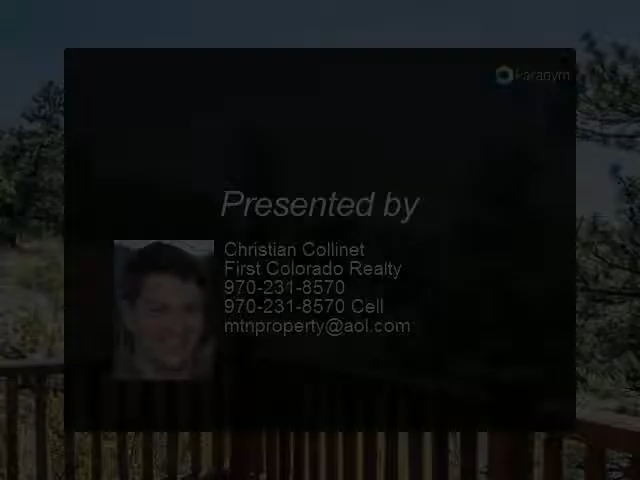 Paradym
Presented by
Christian Collinet
First Colorado Realty
970-231-8570
970-231-8570 Cell
mtnproperty@aol.com